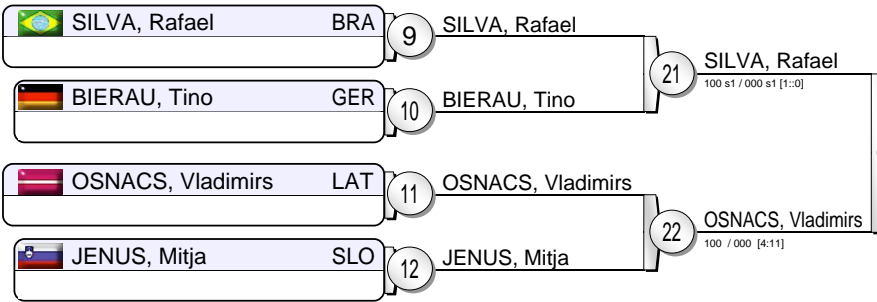 SILVA, Rafael BRA
9
SILVA, Rafael
BIERAU, Tino GER
10
BIERAU, Tino
21
SILVA, Rafael
100 s1 / 000 s1 [1::0]
OSNACS, Vladimirs LAT
11
OSNACS, Vladimirs
JENUS, Mitja SLO
12
JENUS, Mitja
22
OSNACS, Vladimirs
100 / 000 [4:11]